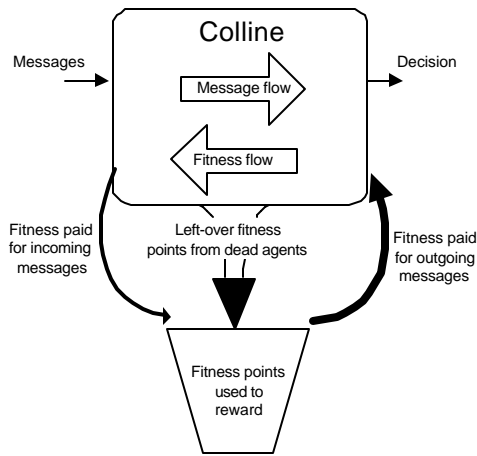 Colline
Messages
Decision
Message flow
Fitness flow
Fitness paid
for incoming
messages
Left-over fitness
points from dead agents
Fitness paid
for outgoing
messages
Fitness points
used to
reward